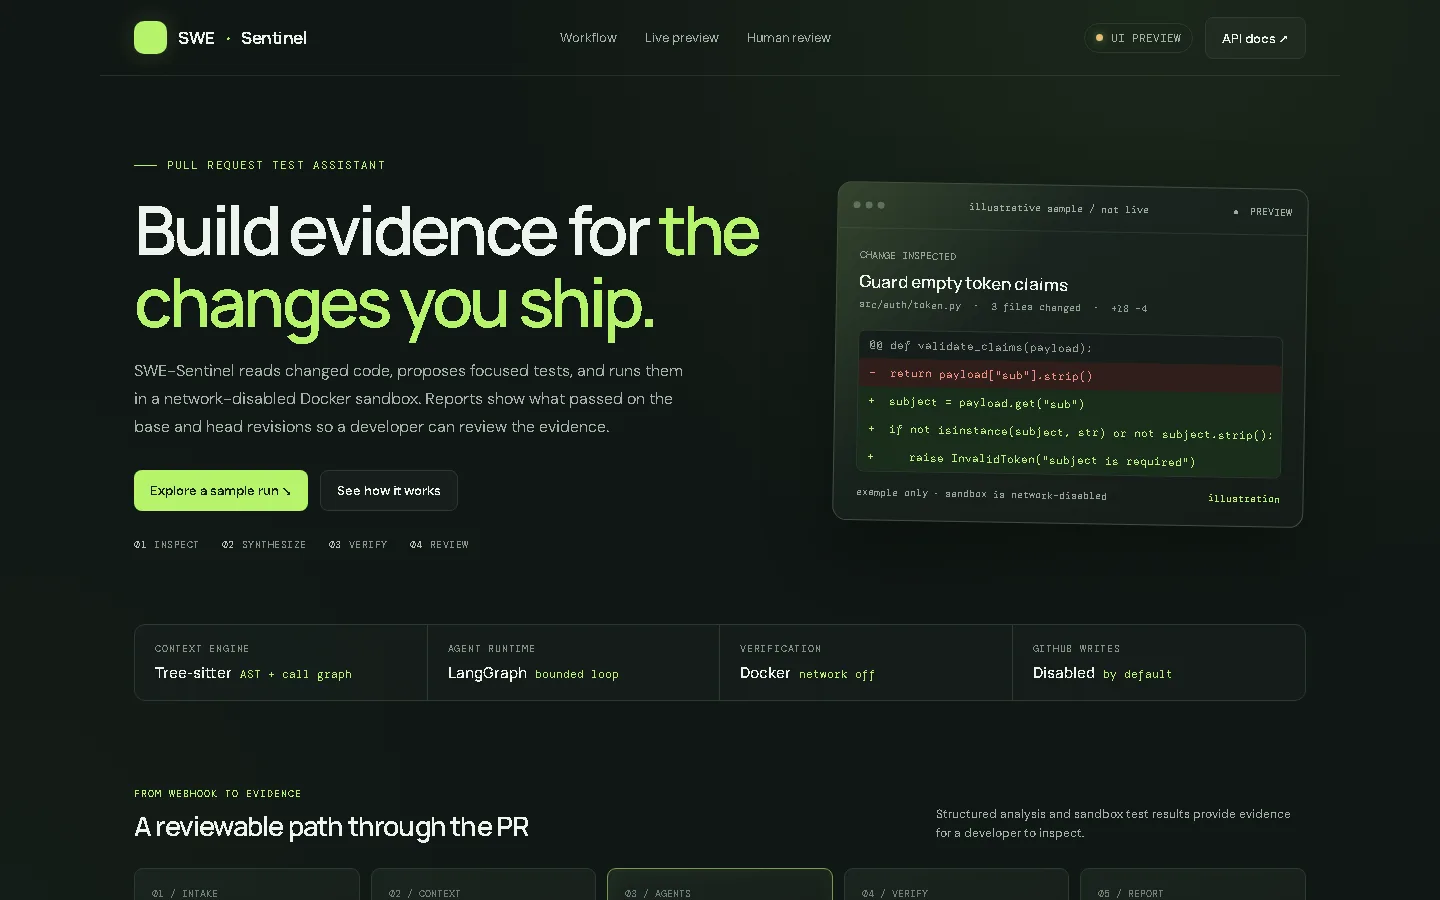 SWE · Sentinel
Workflow
Live preview
Human review
UI PREVIEW
API docs ↗
PULL REQUEST TEST ASSISTANT
Build evidence for the
changes you ship.
SWE-Sentinel reads changed code, proposes focused tests, and runs them
in a network-disabled Docker sandbox. Reports show what passed on the
base and head revisions so a developer can review the evidence.
Explore a sample run ↘
See how it works
01 INSPECT
02 SYNTHESIZE
03 VERIFY
04 REVIEW
illustrative sample / not live
PREVIEW
CHANGE INSPECTED
Guard empty token claims
src/auth/token.py · 3 files changed · +28 -4
@@ def validate_claims(payload):
- return payload["sub"].strip()
+ subject = payload.get("sub")
+ if not isinstance(subject, str) or not subject.strip():
+ raise InvalidToken("subject is required")
example only · sandbox is network-disabled
illustration
CONTEXT ENGINE
Tree-sitter AST + call graph
AGENT RUNTIME
LangGraph bounded loop
VERIFICATION
Docker network off
GITHUB WRITES
Disabled by default
FROM WEBHOOK TO EVIDENCE
A reviewable path through the PR
Structured analysis and sandbox test results provide evidence
for a developer to inspect.
01 / INTAKE
02 / CONTEXT
03 / AGENTS
04 / VERIFY
05 / REPORT